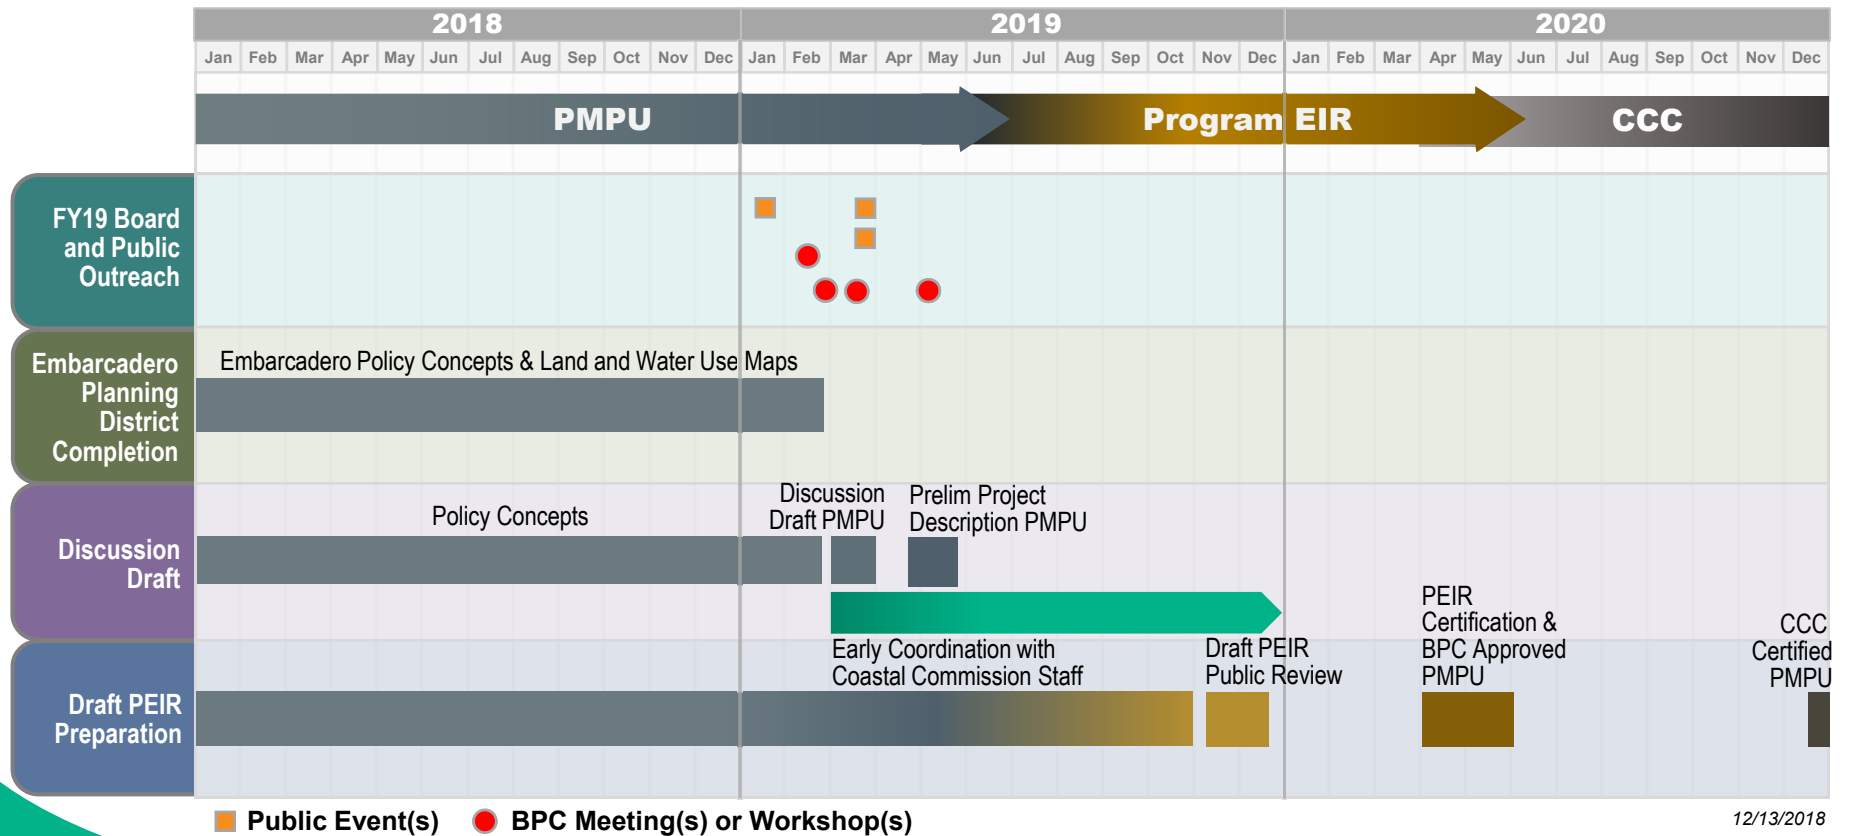 2018 2019 2020
Jan Feb Mar Apr May Jun Jul Aug Sep Oct Nov Dec Jan Feb Mar Apr May Jun Jul Aug Sep Oct Nov Dec Jan Feb Mar Apr May Jun Jul Aug Sep Oct Nov Dec
PMPU Program EIR CCC
FY19 Board
and Public
Outreach
Embarcadero
Planning
District
Completion
Embarcadero Policy Concepts & Land and Water Use Maps
Discussion
Draft
Policy Concepts
Discussion
Draft PMPU
Prelim Project
Description PMPU
Early Coordination with
Coastal Commission Staff
Draft PEIR
Public Review
PEIR
Certification &
BPC Approved
PMPU
CCC
Certified
PMPU
Draft PEIR
Preparation
Public Event(s) BPC Meeting(s) or Workshop(s)
12/13/2018